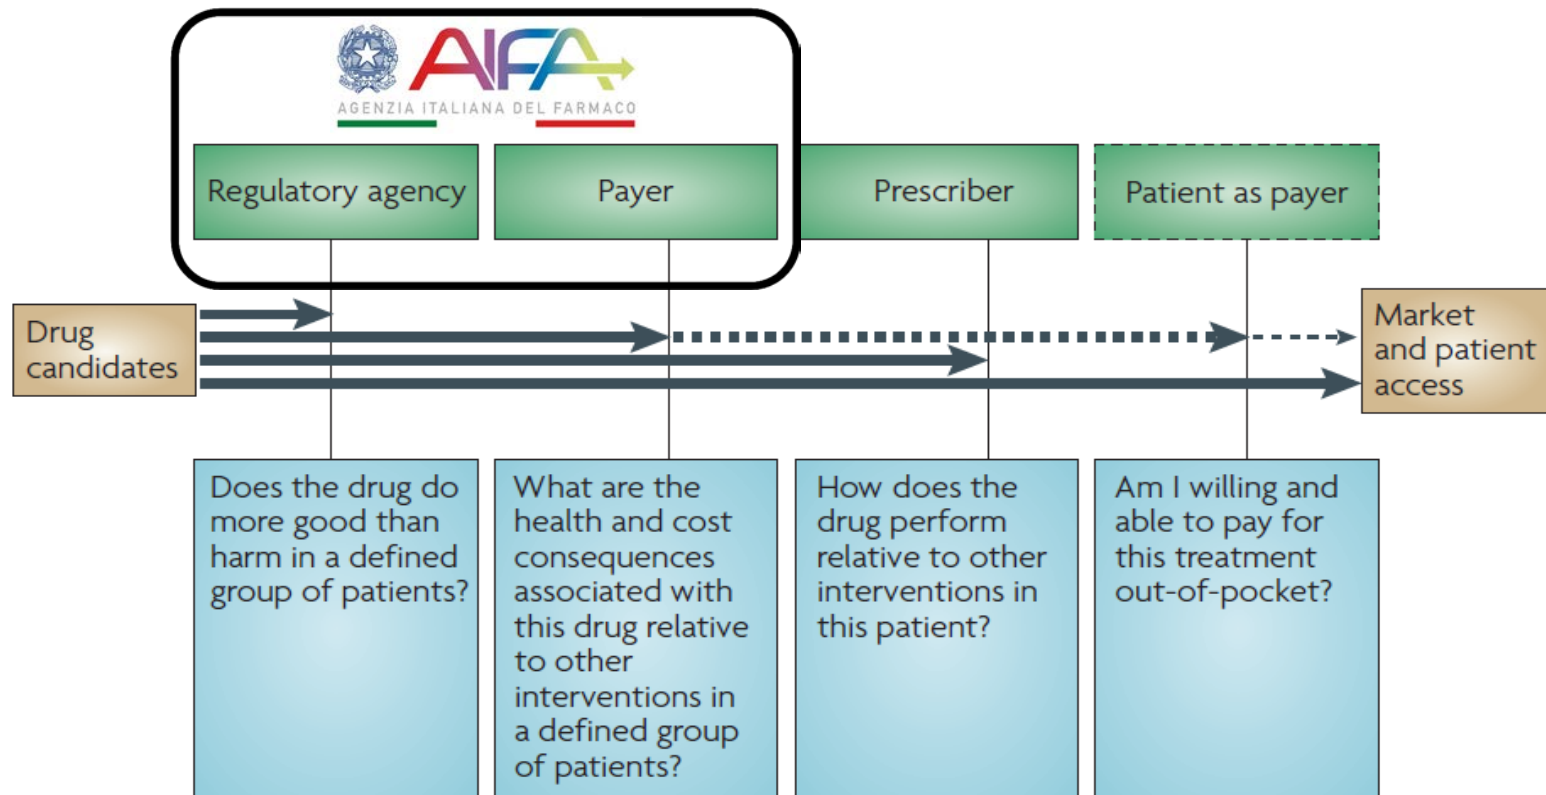 AIFA
AGENZIA ITALIANA DEL FARMACO
Regulatory agency
Payer
Prescriber
Patient as payer
Drug
candidates
Market
and patient
access
Does the drug do
more good than
harm in a defined
group of patients?
What are the
health and cost
consequences
associated with
this drug relative
to other
interventions in
a defined group
of patients?
How does the
drug perform
relative to other
interventions in
this patient?
Am I willing and
able to pay for
this treatment
out-of-pocket?